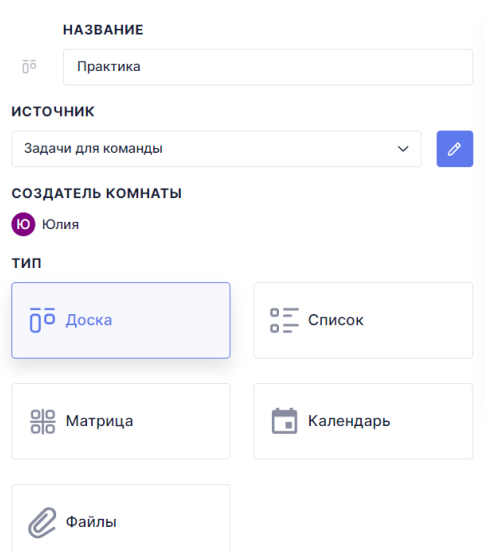 НАЗВАНИЕ
Практика
ИСТОЧНИК
Задачи для команды
СОЗДАТЕЛЬ КОМНАТЫ
Ю Юлия
ТИП
Доска
Список
Матрица
Календарь
Файлы